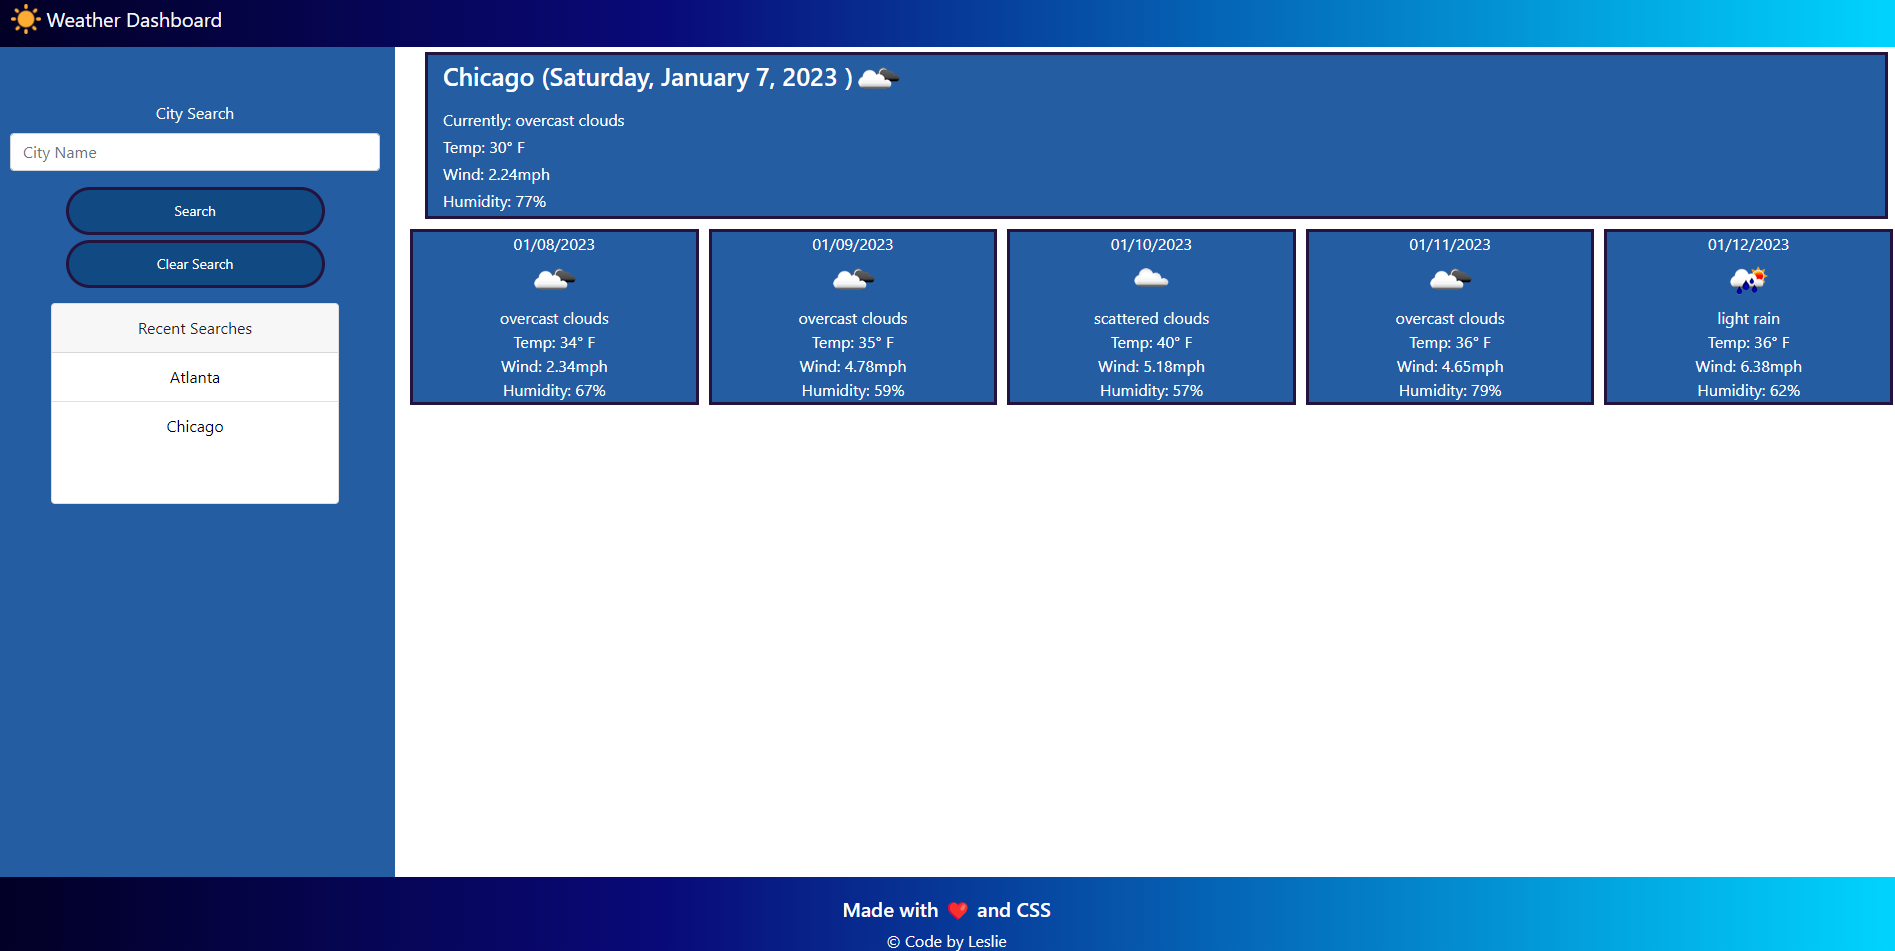 Weather Dashboard
City Search
City Name
Search
Clear Search
Recent Searches
Atlanta
Chicago
Chicago (Saturday, January 7, 2023 )
Currently: overcast clouds
Temp: 30° F
Wind: 2.24mph
Humidity: 77%
01/08/2023
overcast clouds
Temp: 34° F
Wind: 2.34mph
Humidity: 67%
01/09/2023
overcast clouds
Temp: 35° F
Wind: 4.78mph
Humidity: 59%
01/10/2023
scattered clouds
Temp: 40° F
Wind: 5.18mph
Humidity: 57%
01/11/2023
overcast clouds
Temp: 36° F
Wind: 4.65mph
Humidity: 79%
01/12/2023
light rain
Temp: 36° F
Wind: 6.38mph
Humidity: 62%
Made with ❤️ and CSS
© Code by Leslie